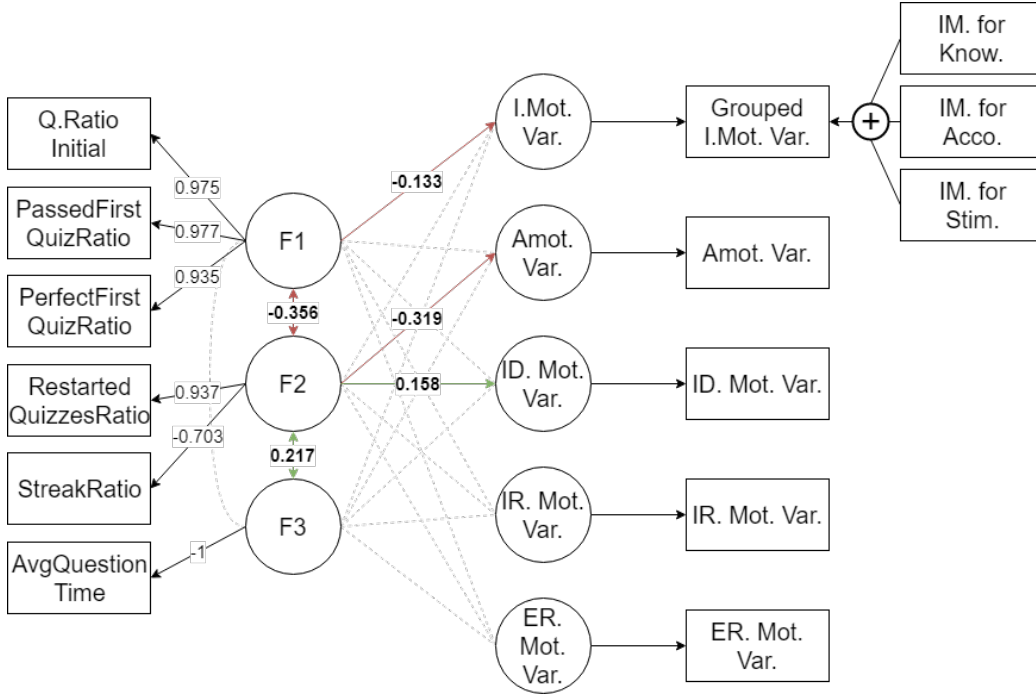 Q.Ratio
Initial
PassedFirst
QuizRatio
PerfectFirst
QuizRatio
Restarted
QuizzesRatio
StreakRatio
AvgQuestion
Time
0.975
0.977
0.935
0.937
-0.703
-1
F1
-0.356
F2
0.217
F3
-0.133
-0.319
0.158
I.Mot.
Var.
Amot.
Var.
ID. Mot.
Var.
IR. Mot.
Var.
ER.
Mot.
Var.
Grouped
I.Mot. Var.
Amot. Var.
ID. Mot. Var.
IR. Mot. Var.
ER. Mot.
Var.
+
IM. for
Know.
IM. for
Acco.
IM. for
Stim.